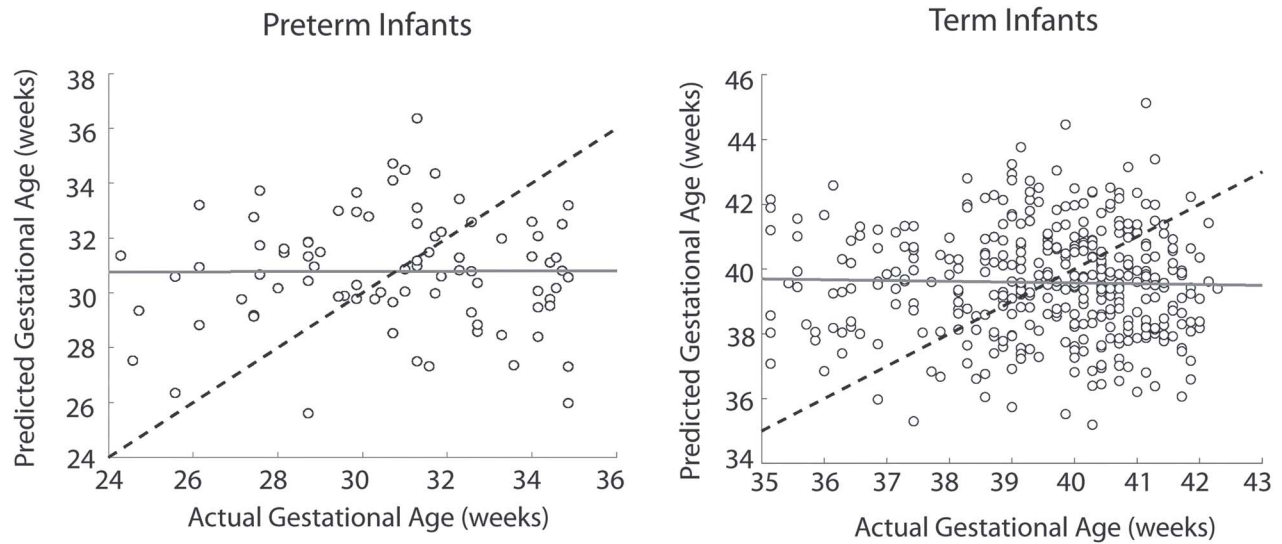 Preterm Infants
Predicted Gestational Age (weeks)
38
36
34
32
30
28
26
24
24 26 28 30 32 34 36
Actual Gestational Age (weeks)
Term Infants
Predicted Gestational Age (weeks)
46
44
42
40
38
36
34
35 36 37 38 39 40 41 42 43
Actual Gestational Age (weeks)